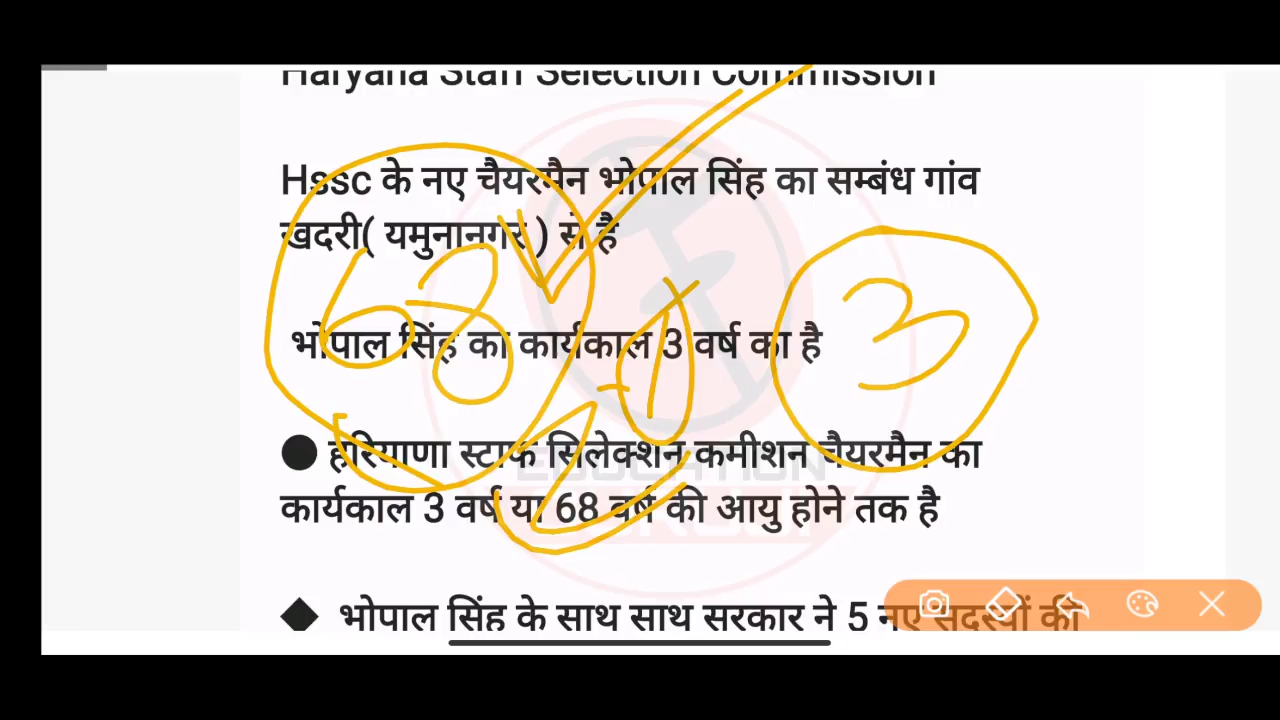 Haryana Staff Selection Commission
Hssc के नए चैयरमैन भोपाल सिंह का सम्बंध गांव
खदरी( यमुनानगर ) से है
68
3
भोपाल सिंह का कार्यकाल 3 वर्ष का है
● हरियाणा स्टाफ सिलेक्शन कमीशन चैयरमैन का
EDUCATION
कार्यकाल 3 वर्ष या 68 वर्ष की आयु होने तक है
◆ भोपाल सिंह के साथ साथ सरकार ने 5 नए सदस्यों की